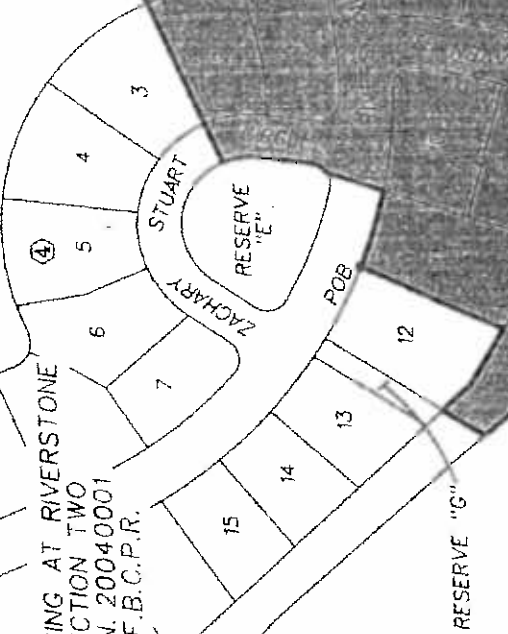 3
4
④
5
STUART
RESERVE
"E"
6
ZACHARY
7
POB
12
ING AT RIVERSTONE
CTION TWO
N. 20040001
F.B.C.P.R.
13
14
15
RESERVE "G"